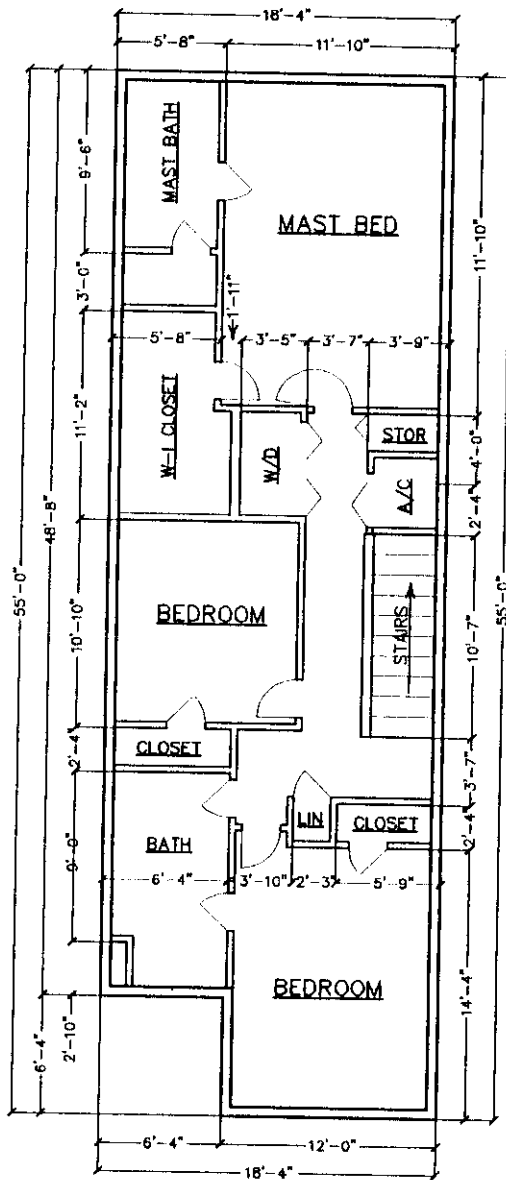 18'-4"
5'-8"
11'-10"
9'-6"
MAST BATH
MAST BED
11'-10"
3'-0"
1'-11"
5'-8"
3'-5"
3'-7"
3'-9"
W-I CLOSET
11'-2"
W/D
STOR
4'-0"
A/C
2'-4"
48'-8"
55'-0"
55'-0"
BEDROOM
10'-10"
STAIRS
10'-7"
CLOSET
2'-4"
3'-7"
LIN
CLOSET
2'-4"
BATH
9'-0"
6'-4"
3'-10"
2'-3"
5'-9"
BEDROOM
14'-4"
2'-10"
6'-4"
6'-4"
12'-0"
18'-4"